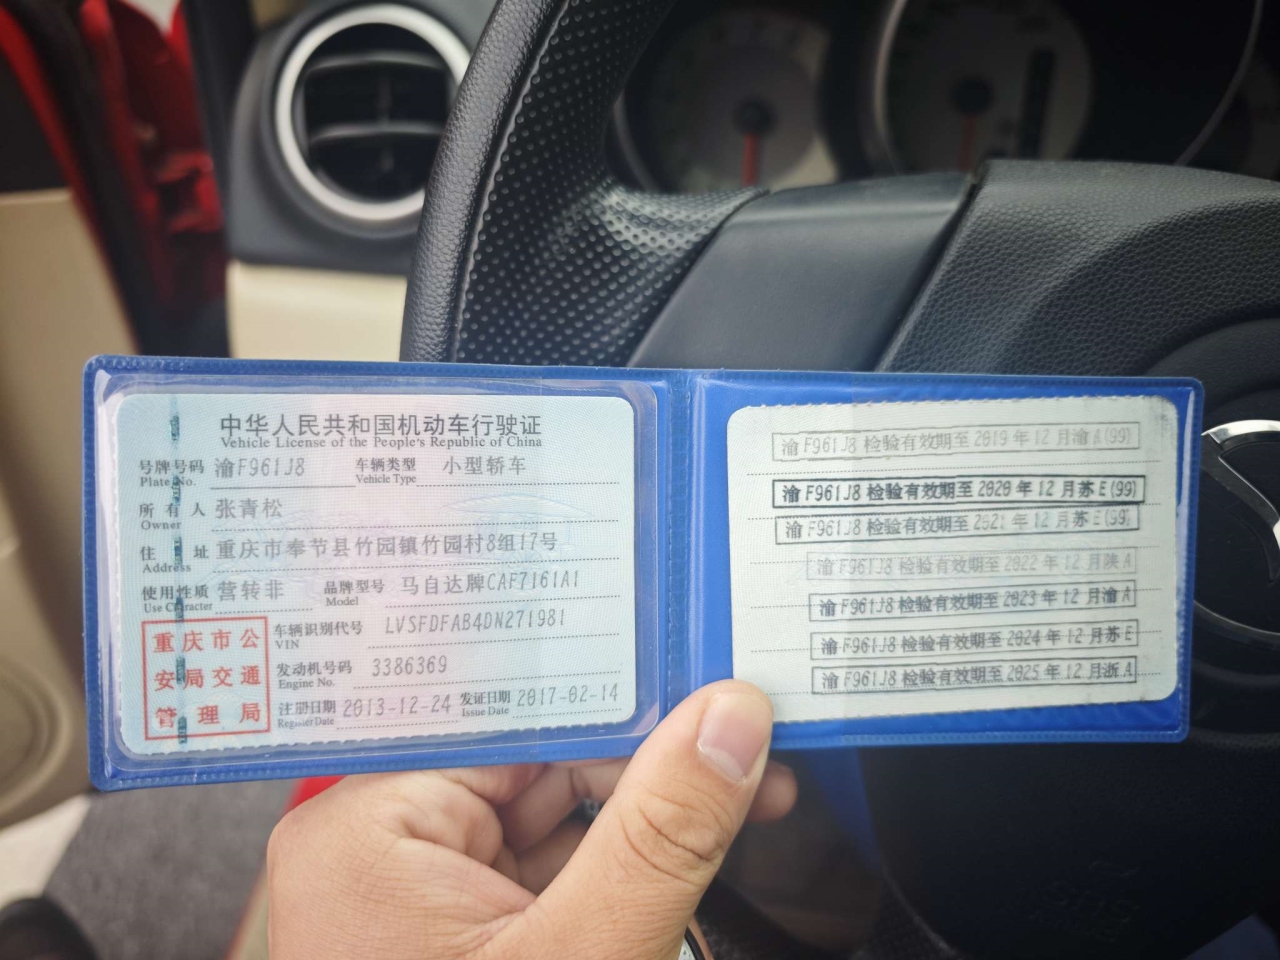 中华人民共和国机动车行驶证
Vehicle License of the People's Republic of China
号牌号码 渝F961J8 车辆类型 小型轿车
Plate No. Vehicle Type
所有人 张青松
Owner
住址 重庆市奉节县竹园镇竹园村8组17号
Address
使用性质 营转非 品牌型号 马自达牌CAF7161A1
Use Character Model
重庆市公
安局交通
管理局
车辆识别代号 LVSFDFAB4DN271981
VIN
发动机号码 3386369
Engine No.
注册日期 2013-12-24 发证日期 2017-02-14
Register Date Issue Date
渝F961J8检验有效期至2019年12月渝A(99)
渝F961J8检验有效期至2020年12月苏E(99)
渝F961J8检验有效期至2021年12月苏E(99)
渝F961J8检验有效期至2022年12月陕A
渝F961J8检验有效期至2023年12月渝A
渝F961J8检验有效期至2024年12月苏E
渝F961J8检验有效期至2025年12月浙A